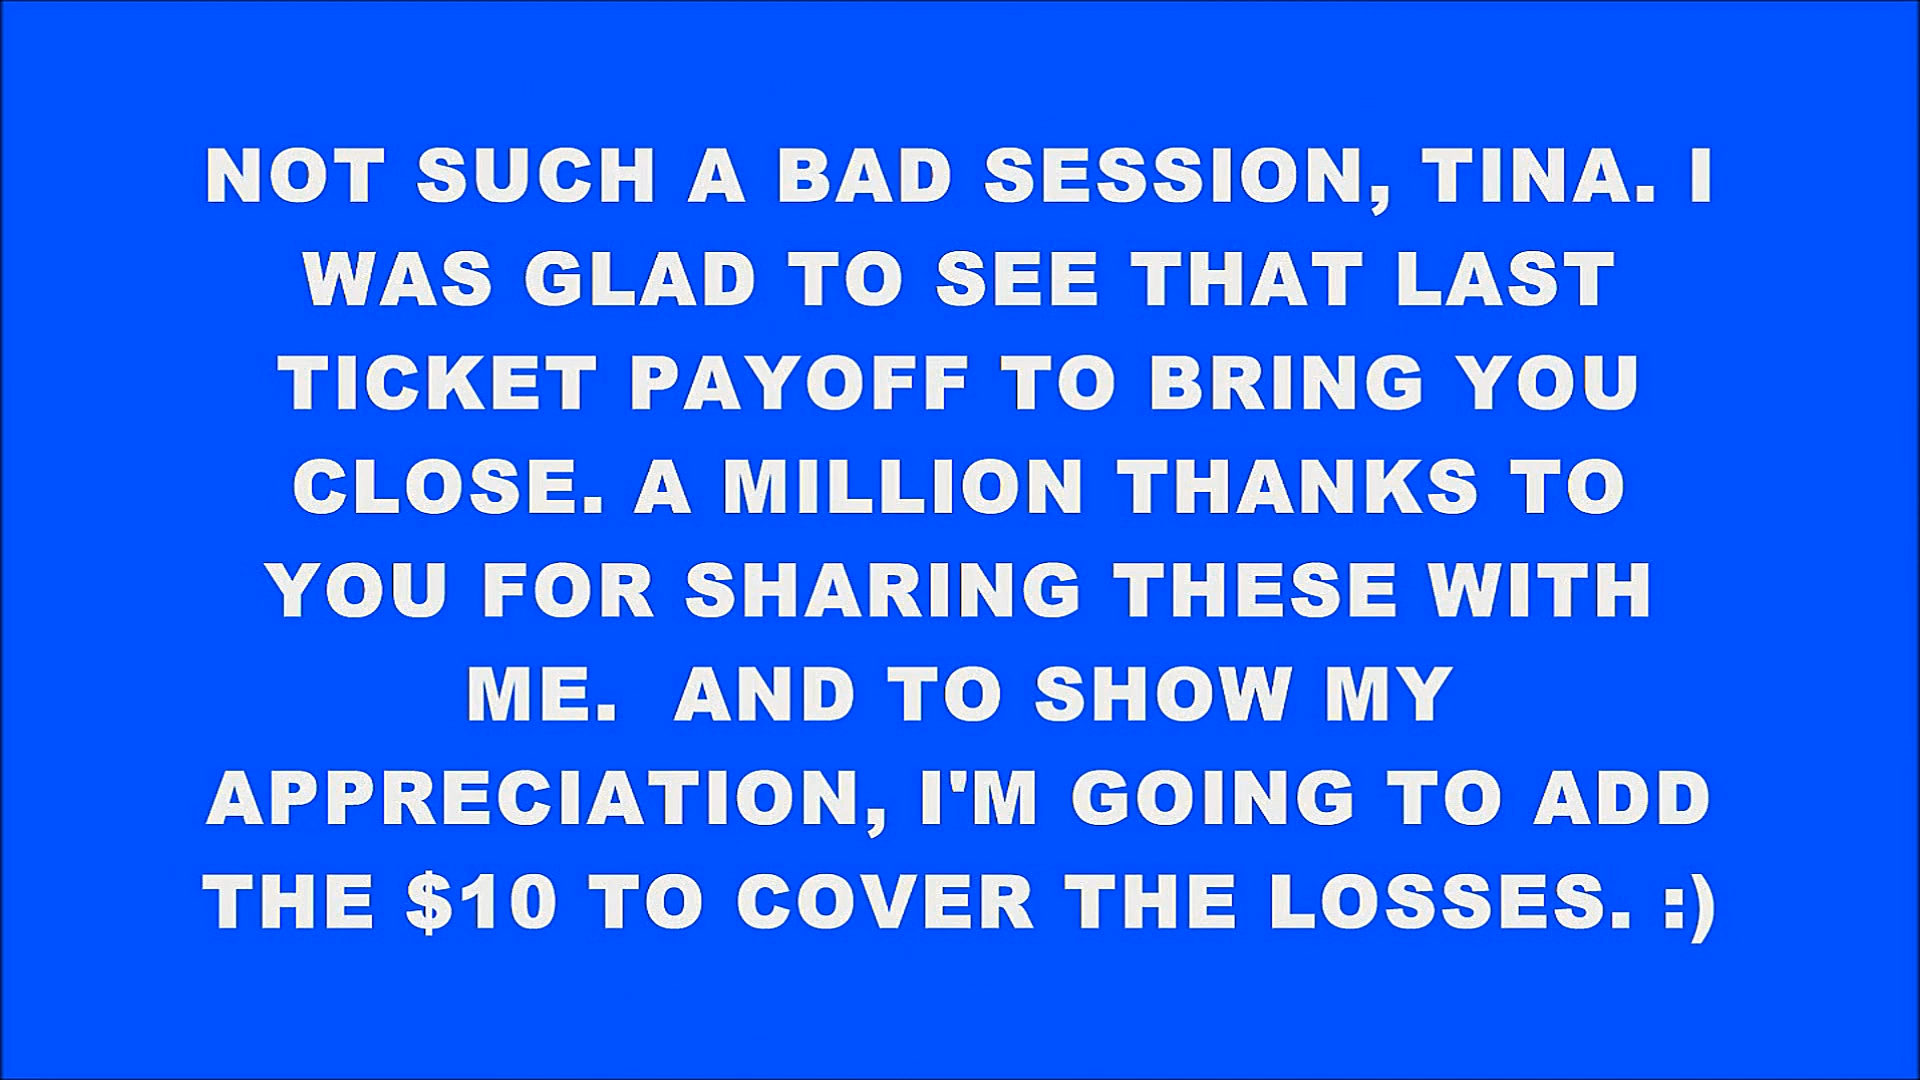 NOT SUCH A BAD SESSION, TINA. I
WAS GLAD TO SEE THAT LAST
TICKET PAYOFF TO BRING YOU
CLOSE. A MILLION THANKS TO
YOU FOR SHARING THESE WITH
ME.  AND TO SHOW MY
APPRECIATION, I'M GOING TO ADD
THE $10 TO COVER THE LOSSES. :)